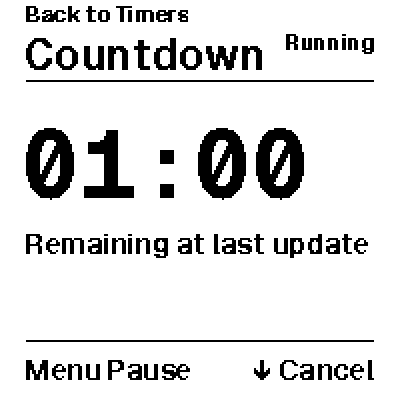 Back to Timers
Countdown Running
01:00
Remaining at last update
Menu Pause ↓ Cancel